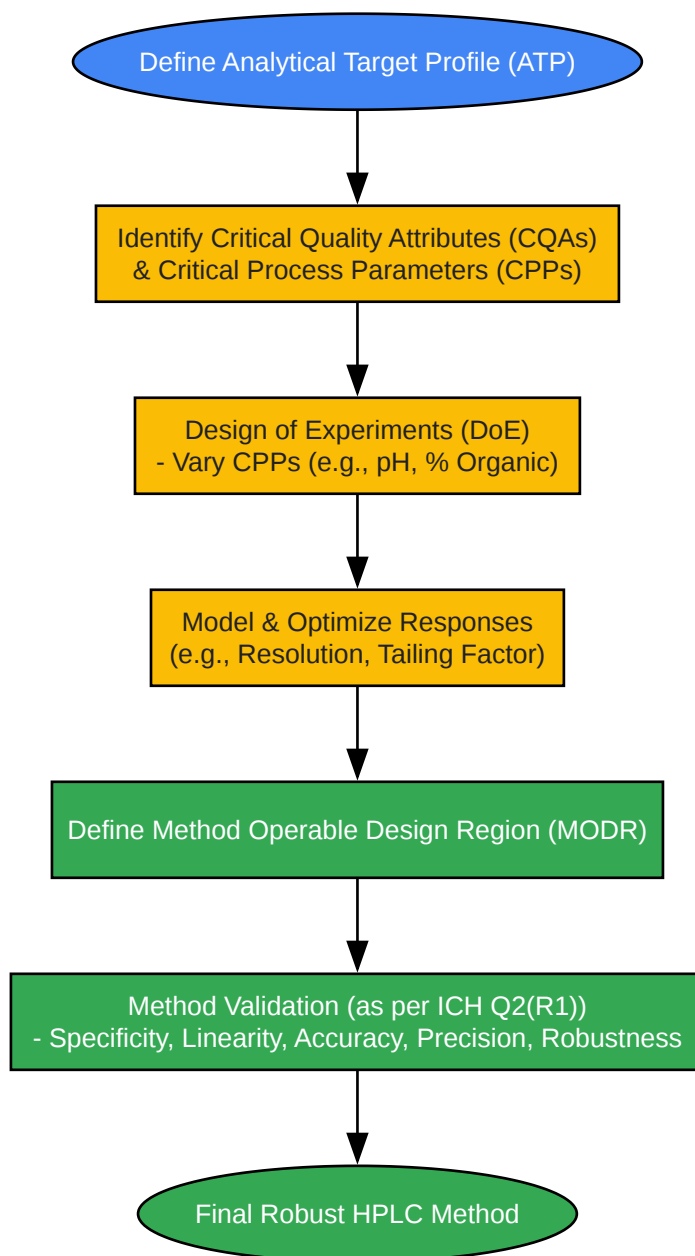 Define Analytical Target Profile (ATP)
Identify Critical Quality Attributes (CQAs)
& Critical Process Parameters (CPPs)
Design of Experiments (DoE)
- Vary CPPs (e.g., pH, % Organic)
Model & Optimize Responses
(e.g., Resolution, Tailing Factor)
Define Method Operable Design Region (MODR)
Method Validation (as per ICH Q2(R1))
- Specificity, Linearity, Accuracy, Precision, Robustness
Final Robust HPLC Method